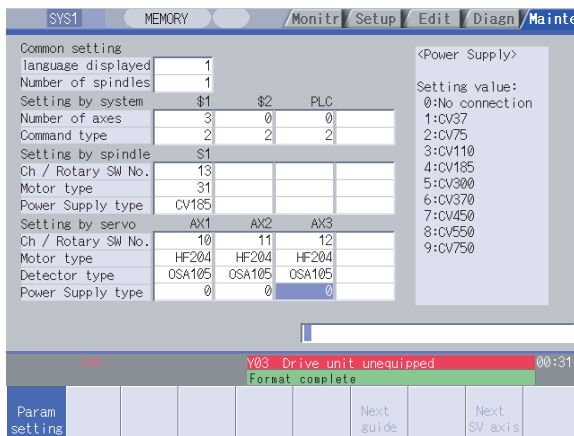 SYS1 MEMORY Monitr Setup Edit Diagn Mainte
Common setting
language displayed 1
Number of spindles 1
Setting by system $1 $2 PLC
Number of axes 3 0 0
Command type 2 2 2
Setting by spindle S1
Ch / Rotary SW No. 13
Motor type 31
Power Supply type CV185
Setting by servo AX1 AX2 AX3
Ch / Rotary SW No. 10 11 12
Motor type HF204 HF204 HF204
Detector type OSA105 OSA105 OSA105
Power Supply type 0 0 0
<Power Supply>
Setting value:
0:No connection
1:CV37
2:CV75
3:CV110
4:CV185
5:CV300
6:CV370
7:CV450
8:CV550
9:CV750
Y03 Drive unit unequipped 00:31
Format complete
Param
setting
Next
guide
Next
SV axis